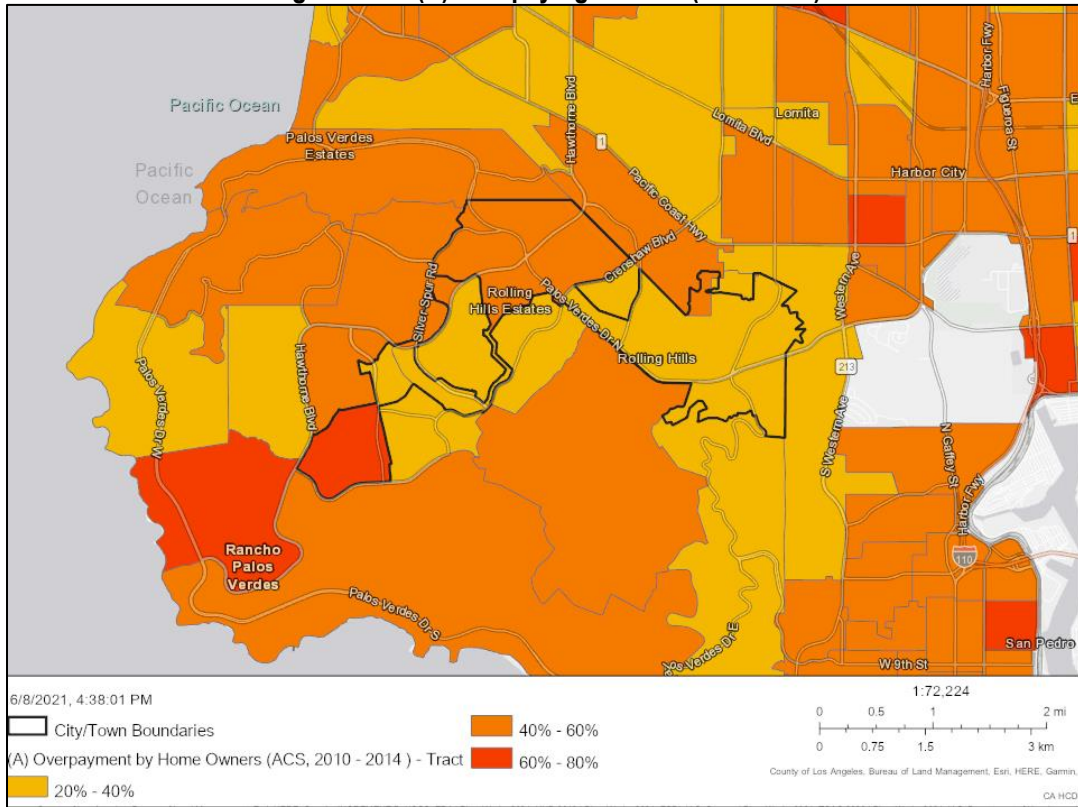 Pacific Ocean
Pacific
Ocean
Palos Verdes
Estates
Hawthorne Blvd
1
Lomita Blvd
Lomita
Harbor Fwy
Figueroa St
E
Harbor City
Pacific Coast Hwy
1
Silver Spur Rd
Crenshaw Blvd
Western Ave
Rolling
Hills Estates
Palos Verdes Dr N
Rolling Hills
213
Palos Verdes Dr W
Hawthorne Blvd
S Western Ave
N Gaffey St
Harbor Fwy
110
Rancho
Palos
Verdes
Palos Verdes Dr S
Verdes Dr E
W 9th St
San Pedro
6/8/2021, 4:38:01 PM
1:72,224
City/Town Boundaries
40% - 60%
0 0.5 1 2 mi
(A) Overpayment by Home Owners (ACS, 2010 - 2014 ) - Tract
60% - 80%
0 0.75 1.5 3 km
20% - 40%
County of Los Angeles, Bureau of Land Management, Esri, HERE, Garmin,
CA HCD